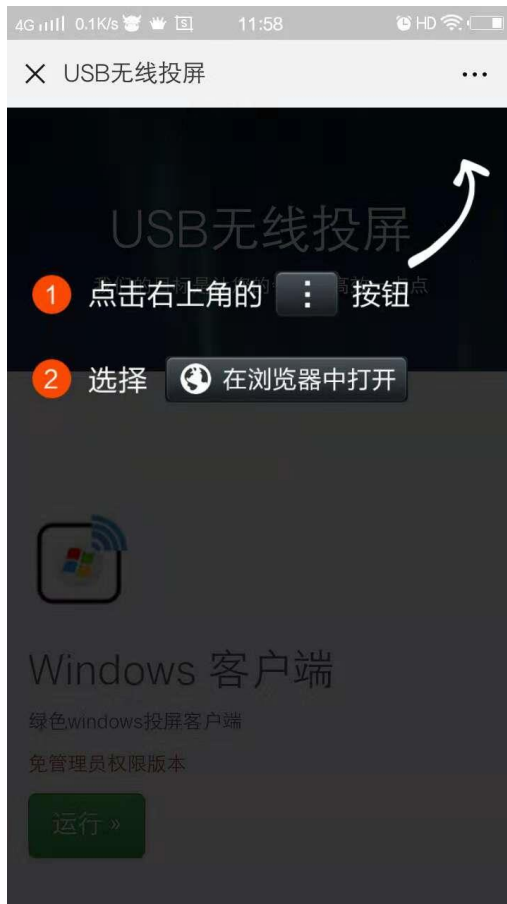 4G 0.1K/s 11:58 HD
USB无线投屏
USB无线投屏
1 点击右上角的 按钮
2 选择 在浏览器中打开
Windows 客户端
绿色windows投屏客户端
免管理员权限版本
运行 »